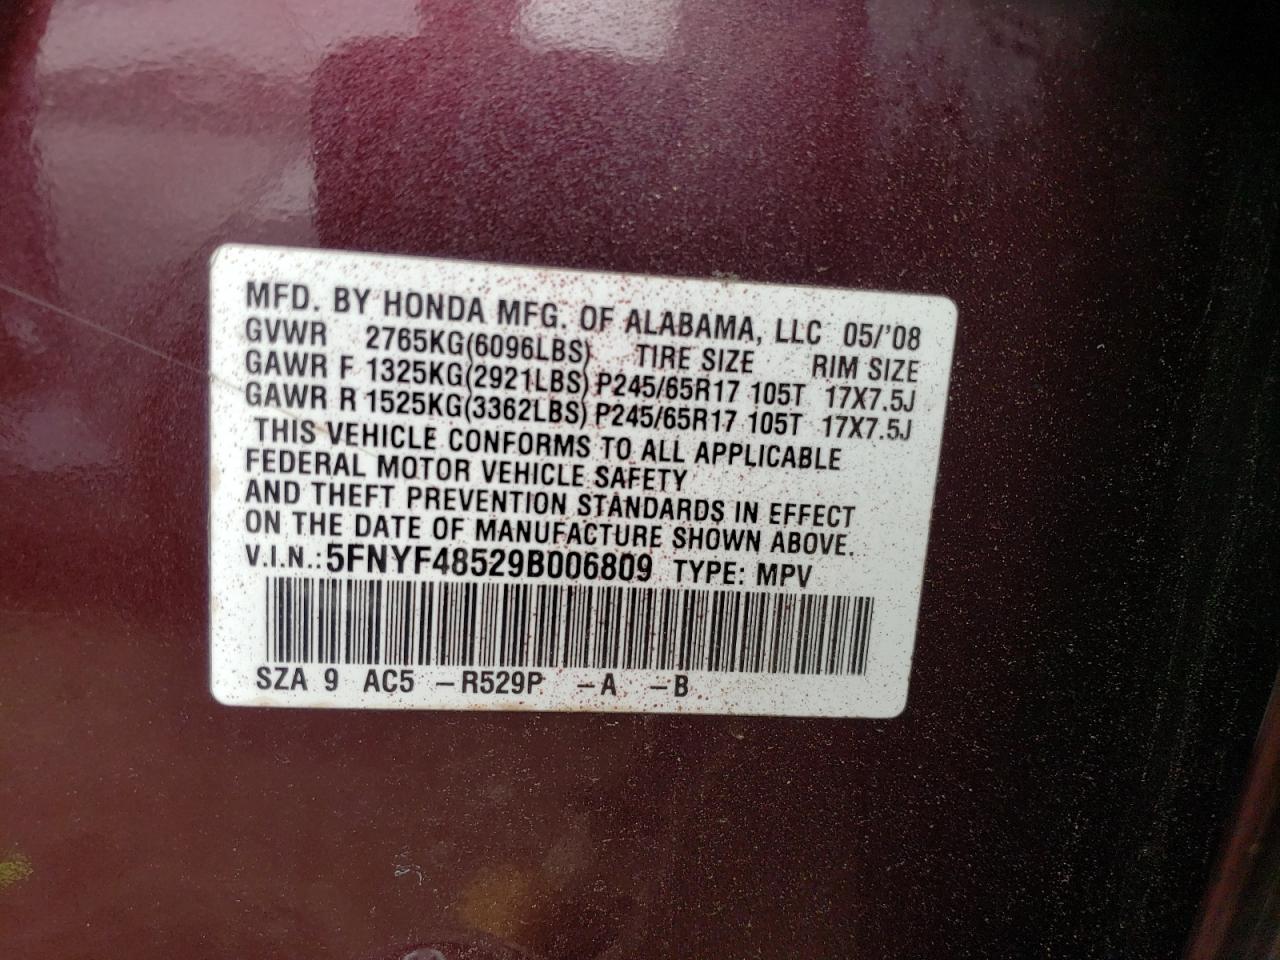 MFD. BY HONDA MFG. OF ALABAMA, LLC 05/'08
GVWR 2765KG(6096LBS) TIRE SIZE RIM SIZE
GAWR F 1325KG(2921LBS) P245/65R17 105T 17X7.5J
GAWR R 1525KG(3362LBS) P245/65R17 105T 17X7.5J
THIS VEHICLE CONFORMS TO ALL APPLICABLE
FEDERAL MOTOR VEHICLE SAFETY
AND THEFT PREVENTION STANDARDS IN EFFECT
ON THE DATE OF MANUFACTURE SHOWN ABOVE.
V.I.N.: 5FNYF48529B006809 TYPE: MPV
SZA 9 AC5 -R529P -A -B